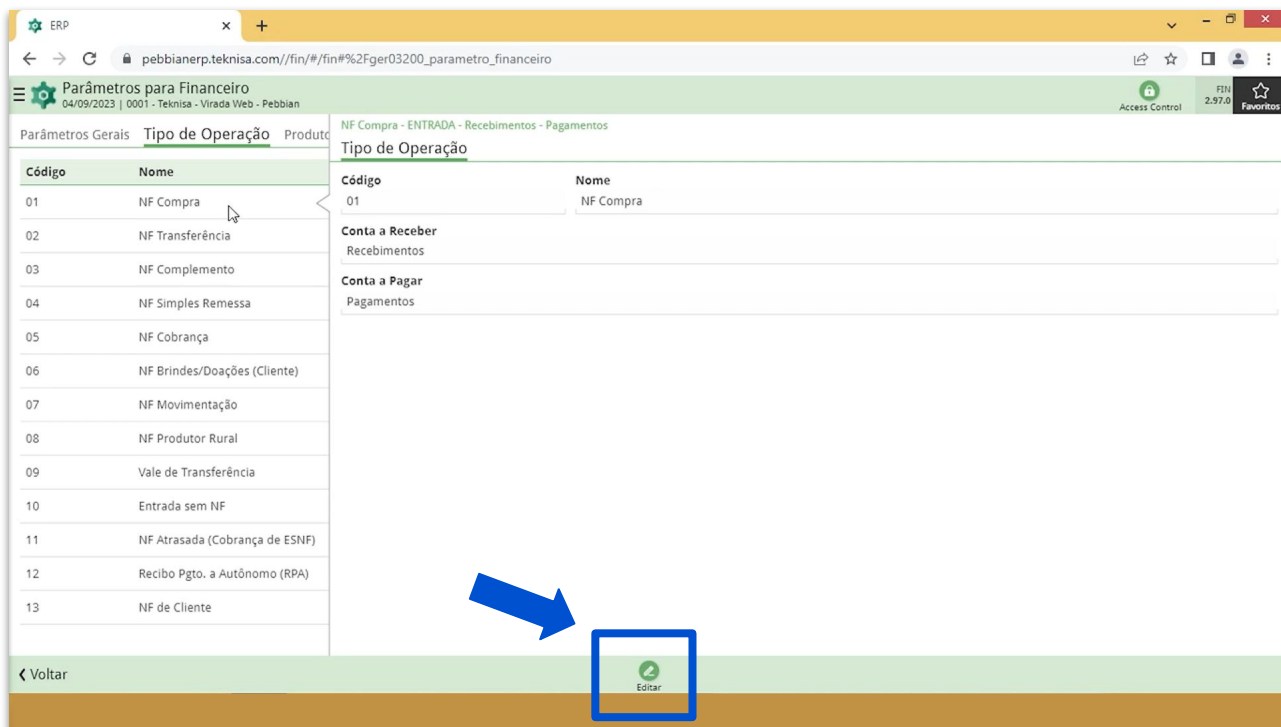 ERP
pebbianerp.teknisa.com//fin/#/fin#%2Fger03200_parametro_financeiro
Parâmetros para Financeiro
04/09/2023 | 0001 - Teknisa - Virada Web - Pebbian
Access Control
FIN
2.97.0
Favoritos
Parâmetros Gerais Tipo de Operação Produto
NF Compra - ENTRADA - Recebimentos - Pagamentos
Tipo de Operação
Código Nome
01 NF Compra
02 NF Transferência
03 NF Complemento
04 NF Simples Remessa
05 NF Cobrança
06 NF Brindes/Doações (Cliente)
07 NF Movimentação
08 NF Produtor Rural
09 Vale de Transferência
10 Entrada sem NF
11 NF Atrasada (Cobrança de ESNF)
12 Recibo Pgto. a Autônomo (RPA)
13 NF de Cliente
Código Nome
01 NF Compra
Conta a Receber
Recebimentos
Conta a Pagar
Pagamentos
Voltar
Editar